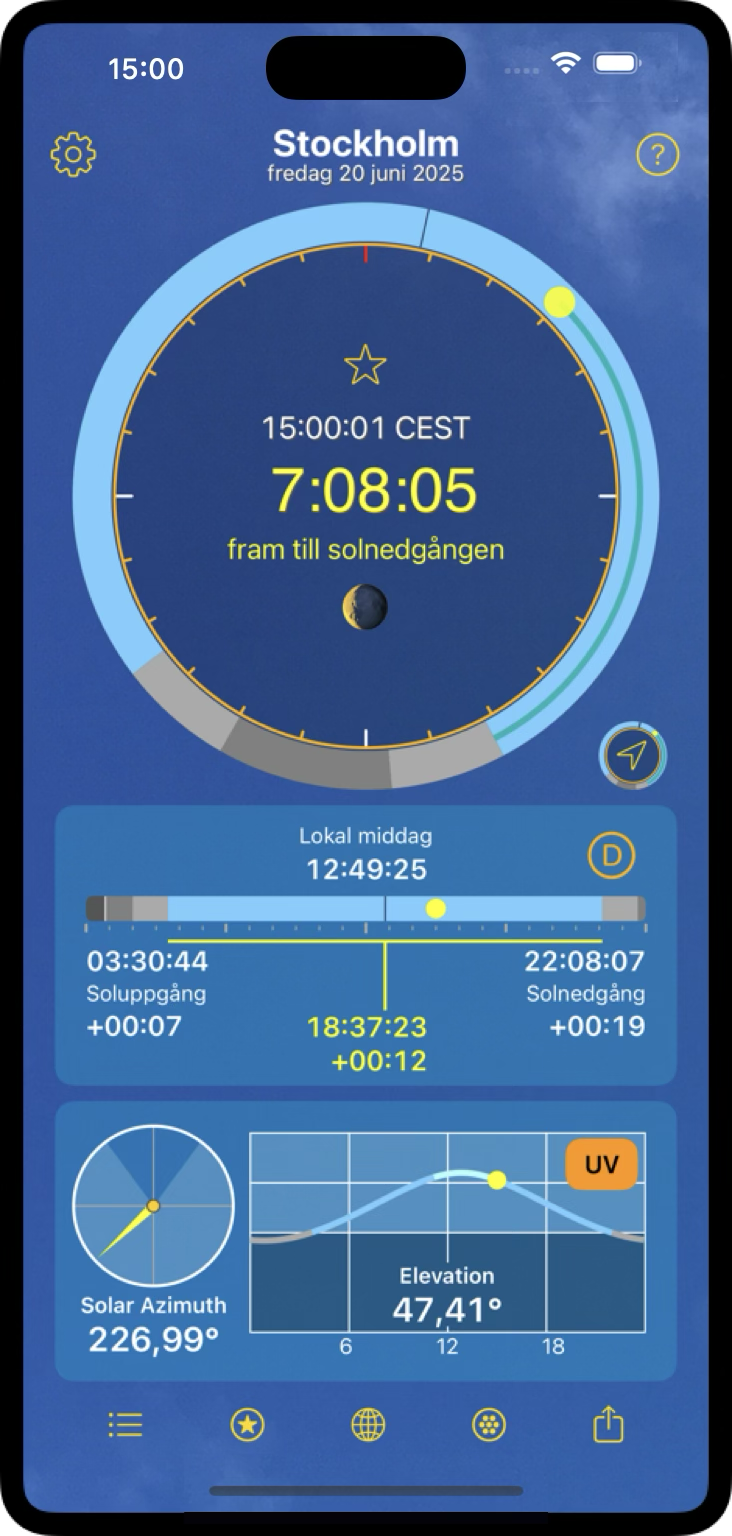 15:00
Stockholm
?
fredag 20 juni 2025
15:00:01 CEST
7:08:05
fram till solnedgången
Lokal middag
D
12:49:25
03:30:44
22:08:07
Soluppgång
Solnedgång
+00:07
18:37:23
+00:19
+00:12
UV
Elevation
47,41°
Solar Azimuth
226,99°
6
12
18